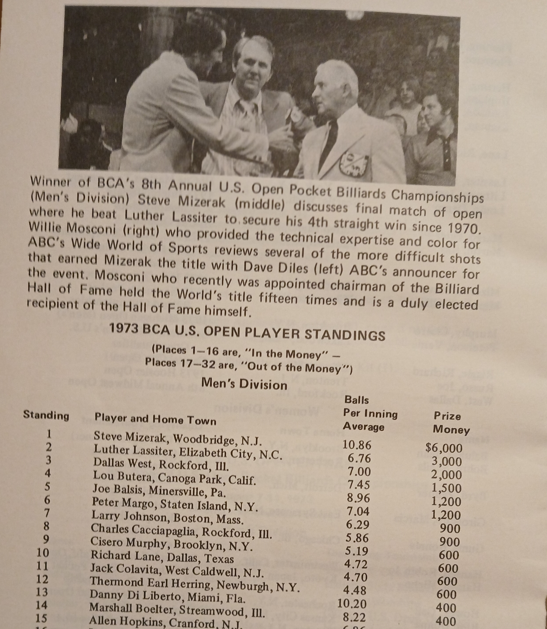 Winner of BCA's 8th Annual U.S. Open Pocket Billiards Championships
(Men's Division) Steve Mizerak (middle) discusses final match of open
where he beat Luther Lassiter to secure his 4th straight win since 1970.
Willie Mosconi (right) who provided the technical expertise and color for
ABC's Wide World of Sports reviews several of the more difficult shots
that earned Mizerak the title with Dave Diles (left) ABC's announcer for
the event. Mosconi who recently was appointed chairman of the Billiard
Hall of Fame held the World's title fifteen times and is a duly elected
recipient of the Hall of Fame himself.
1973 BCA U.S. OPEN PLAYER STANDINGS
(Places 1–16 are, "In the Money" –
Places 17–32 are, "Out of the Money")
Men's Division
Balls
Per Inning Prize
Standing Player and Home Town Average Money
1 Steve Mizerak, Woodbridge, N.J. 10.86 $6,000
2 Luther Lassiter, Elizabeth City, N.C. 6.76 3,000
3 Dallas West, Rockford, Ill. 7.00 2,000
4 Lou Butera, Canoga Park, Calif. 7.45 1,500
5 Joe Balsis, Minersville, Pa. 8.96 1,200
6 Peter Margo, Staten Island, N.Y. 7.04 1,200
7 Larry Johnson, Boston, Mass. 6.29 900
8 Charles Cacciapaglia, Rockford, Ill. 5.86 900
9 Cisero Murphy, Brooklyn, N.Y. 5.19 600
10 Richard Lane, Dallas, Texas 4.72 600
11 Jack Colavita, West Caldwell, N.J. 4.70 600
12 Thermond Earl Herring, Newburgh, N.Y. 4.48 600
13 Danny Di Liberto, Miami, Fla. 10.20 400
14 Marshall Boelter, Streamwood, Ill. 8.22 400
15 Allen Hopkins, Cranford, N.J.